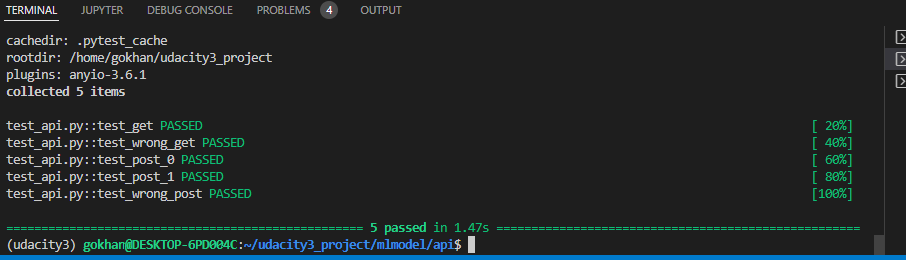 TERMINAL JUPYTER DEBUG CONSOLE PROBLEMS 4 OUTPUT
cachedir: .pytest_cache
rootdir: /home/gokhan/udacity3_project
plugins: anyio-3.6.1
collected 5 items
test_api.py::test_get PASSED [ 20%]
test_api.py::test_wrong_get PASSED [ 40%]
test_api.py::test_post_0 PASSED [ 60%]
test_api.py::test_post_1 PASSED [ 80%]
test_api.py::test_wrong_post PASSED [100%]
================================================ 5 passed in 1.47s ================================================
(udacity3) gokhan@DESKTOP-6PD004C:~/udacity3_project/mlmodel/api$